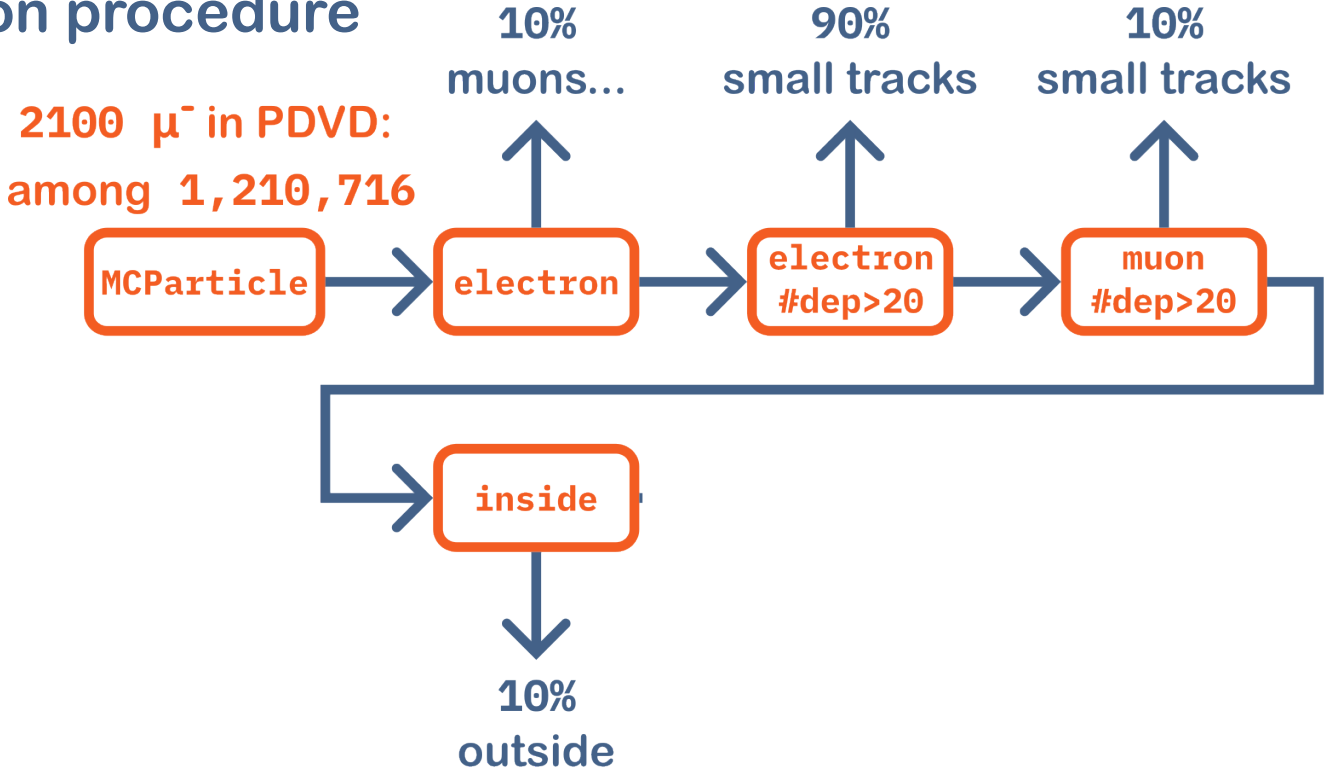 on procedure
2100 μ⁻ in PDVD:
among 1,210,716
10%
muons...
90%
small tracks
10%
small tracks
MCParticle
electron
electron
#dep>20
muon
#dep>20
inside
10%
outside